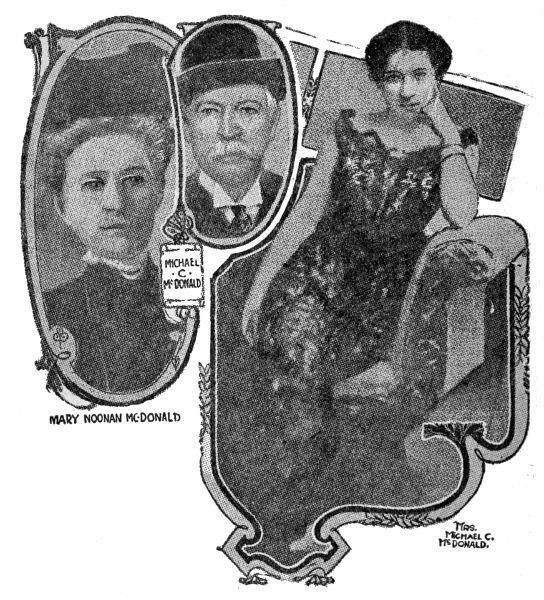 MICHAEL
· C ·
McDONALD
MARY NOONAN McDONALD
MRS.
MICHAEL C.
McDONALD.